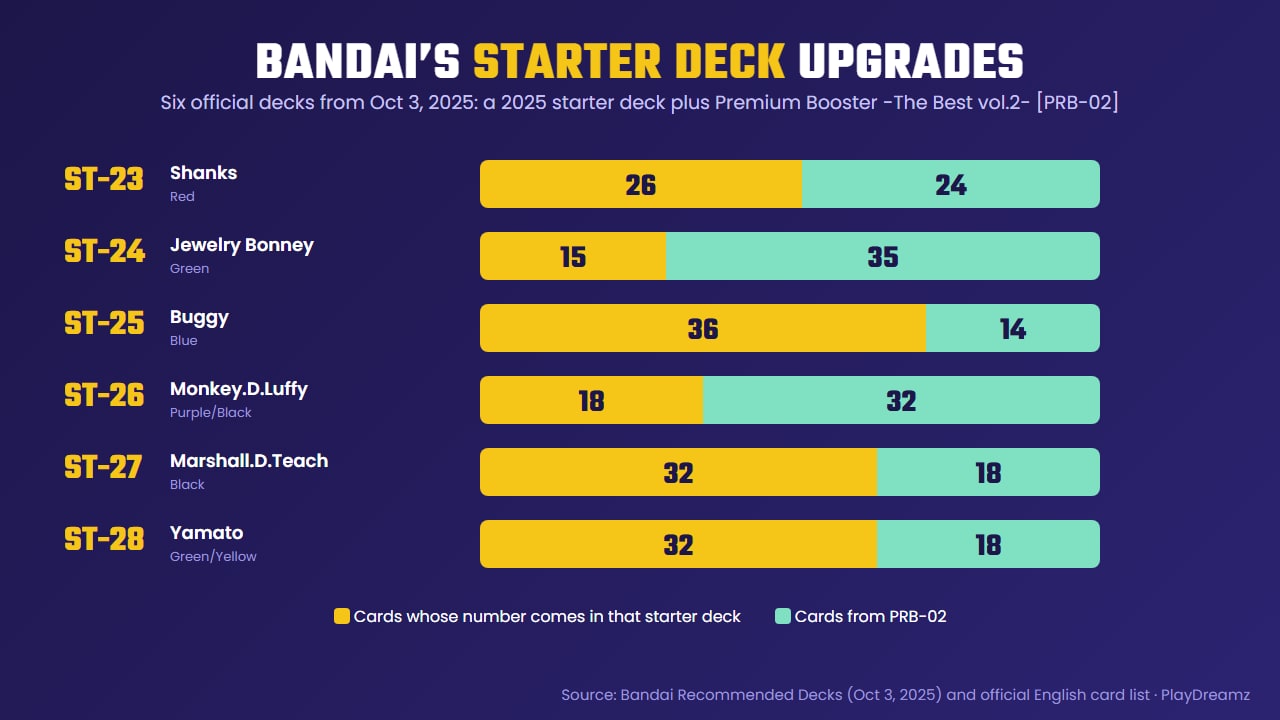 BANDAI’S STARTER DECK UPGRADES
Six official decks from Oct 3, 2025: a 2025 starter deck plus Premium Booster -The Best vol.2- [PRB-02]
ST-23 Shanks 26 24
Red
ST-24 Jewelry Bonney 15 35
Green
ST-25 Buggy 36 14
Blue
ST-26 Monkey.D.Luffy 18 32
Purple/Black
ST-27 Marshall.D.Teach 32 18
Black
ST-28 Yamato 32 18
Green/Yellow
Cards whose number comes in that starter deck Cards from PRB-02
Source: Bandai Recommended Decks (Oct 3, 2025) and official English card list · PlayDreamz